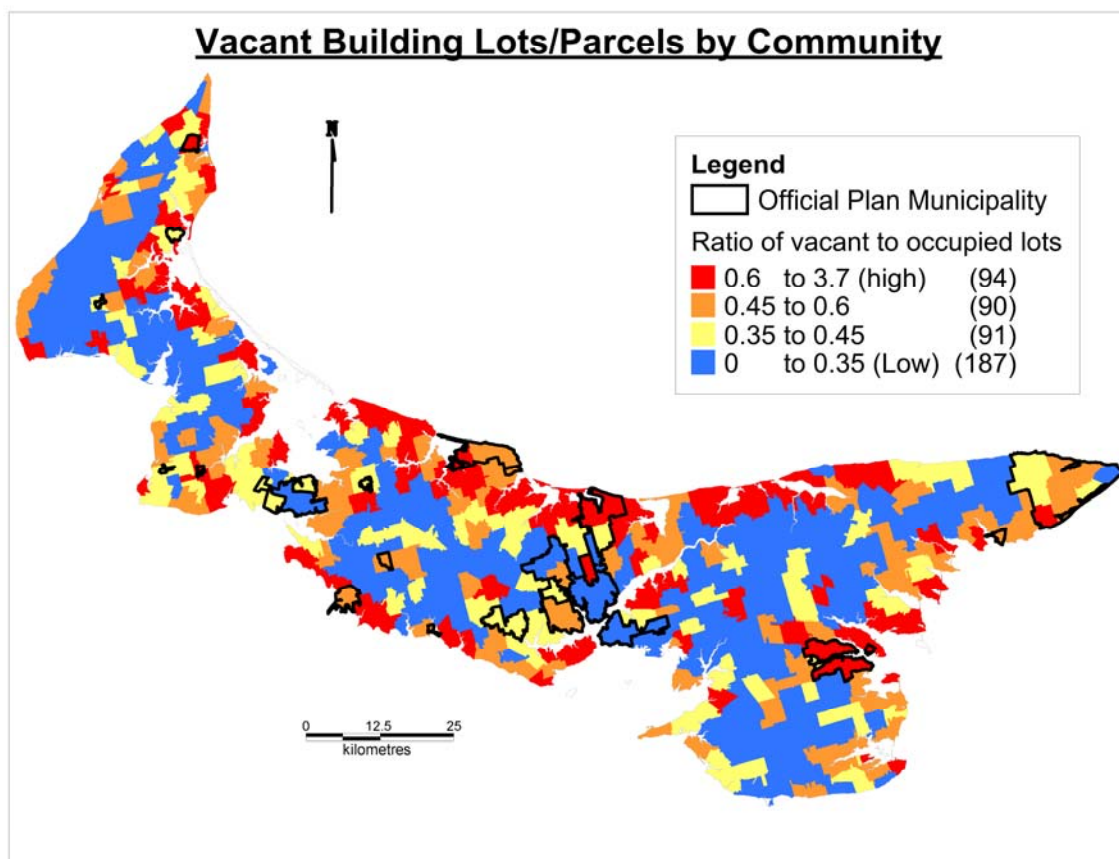 Vacant Building Lots/Parcels by Community
N
Legend
Official Plan Municipality
Ratio of vacant to occupied lots
0.6 to 3.7 (high) (94)
0.45 to 0.6 (90)
0.35 to 0.45 (91)
0 to 0.35 (Low) (187)
0 12.5 25
kilometres